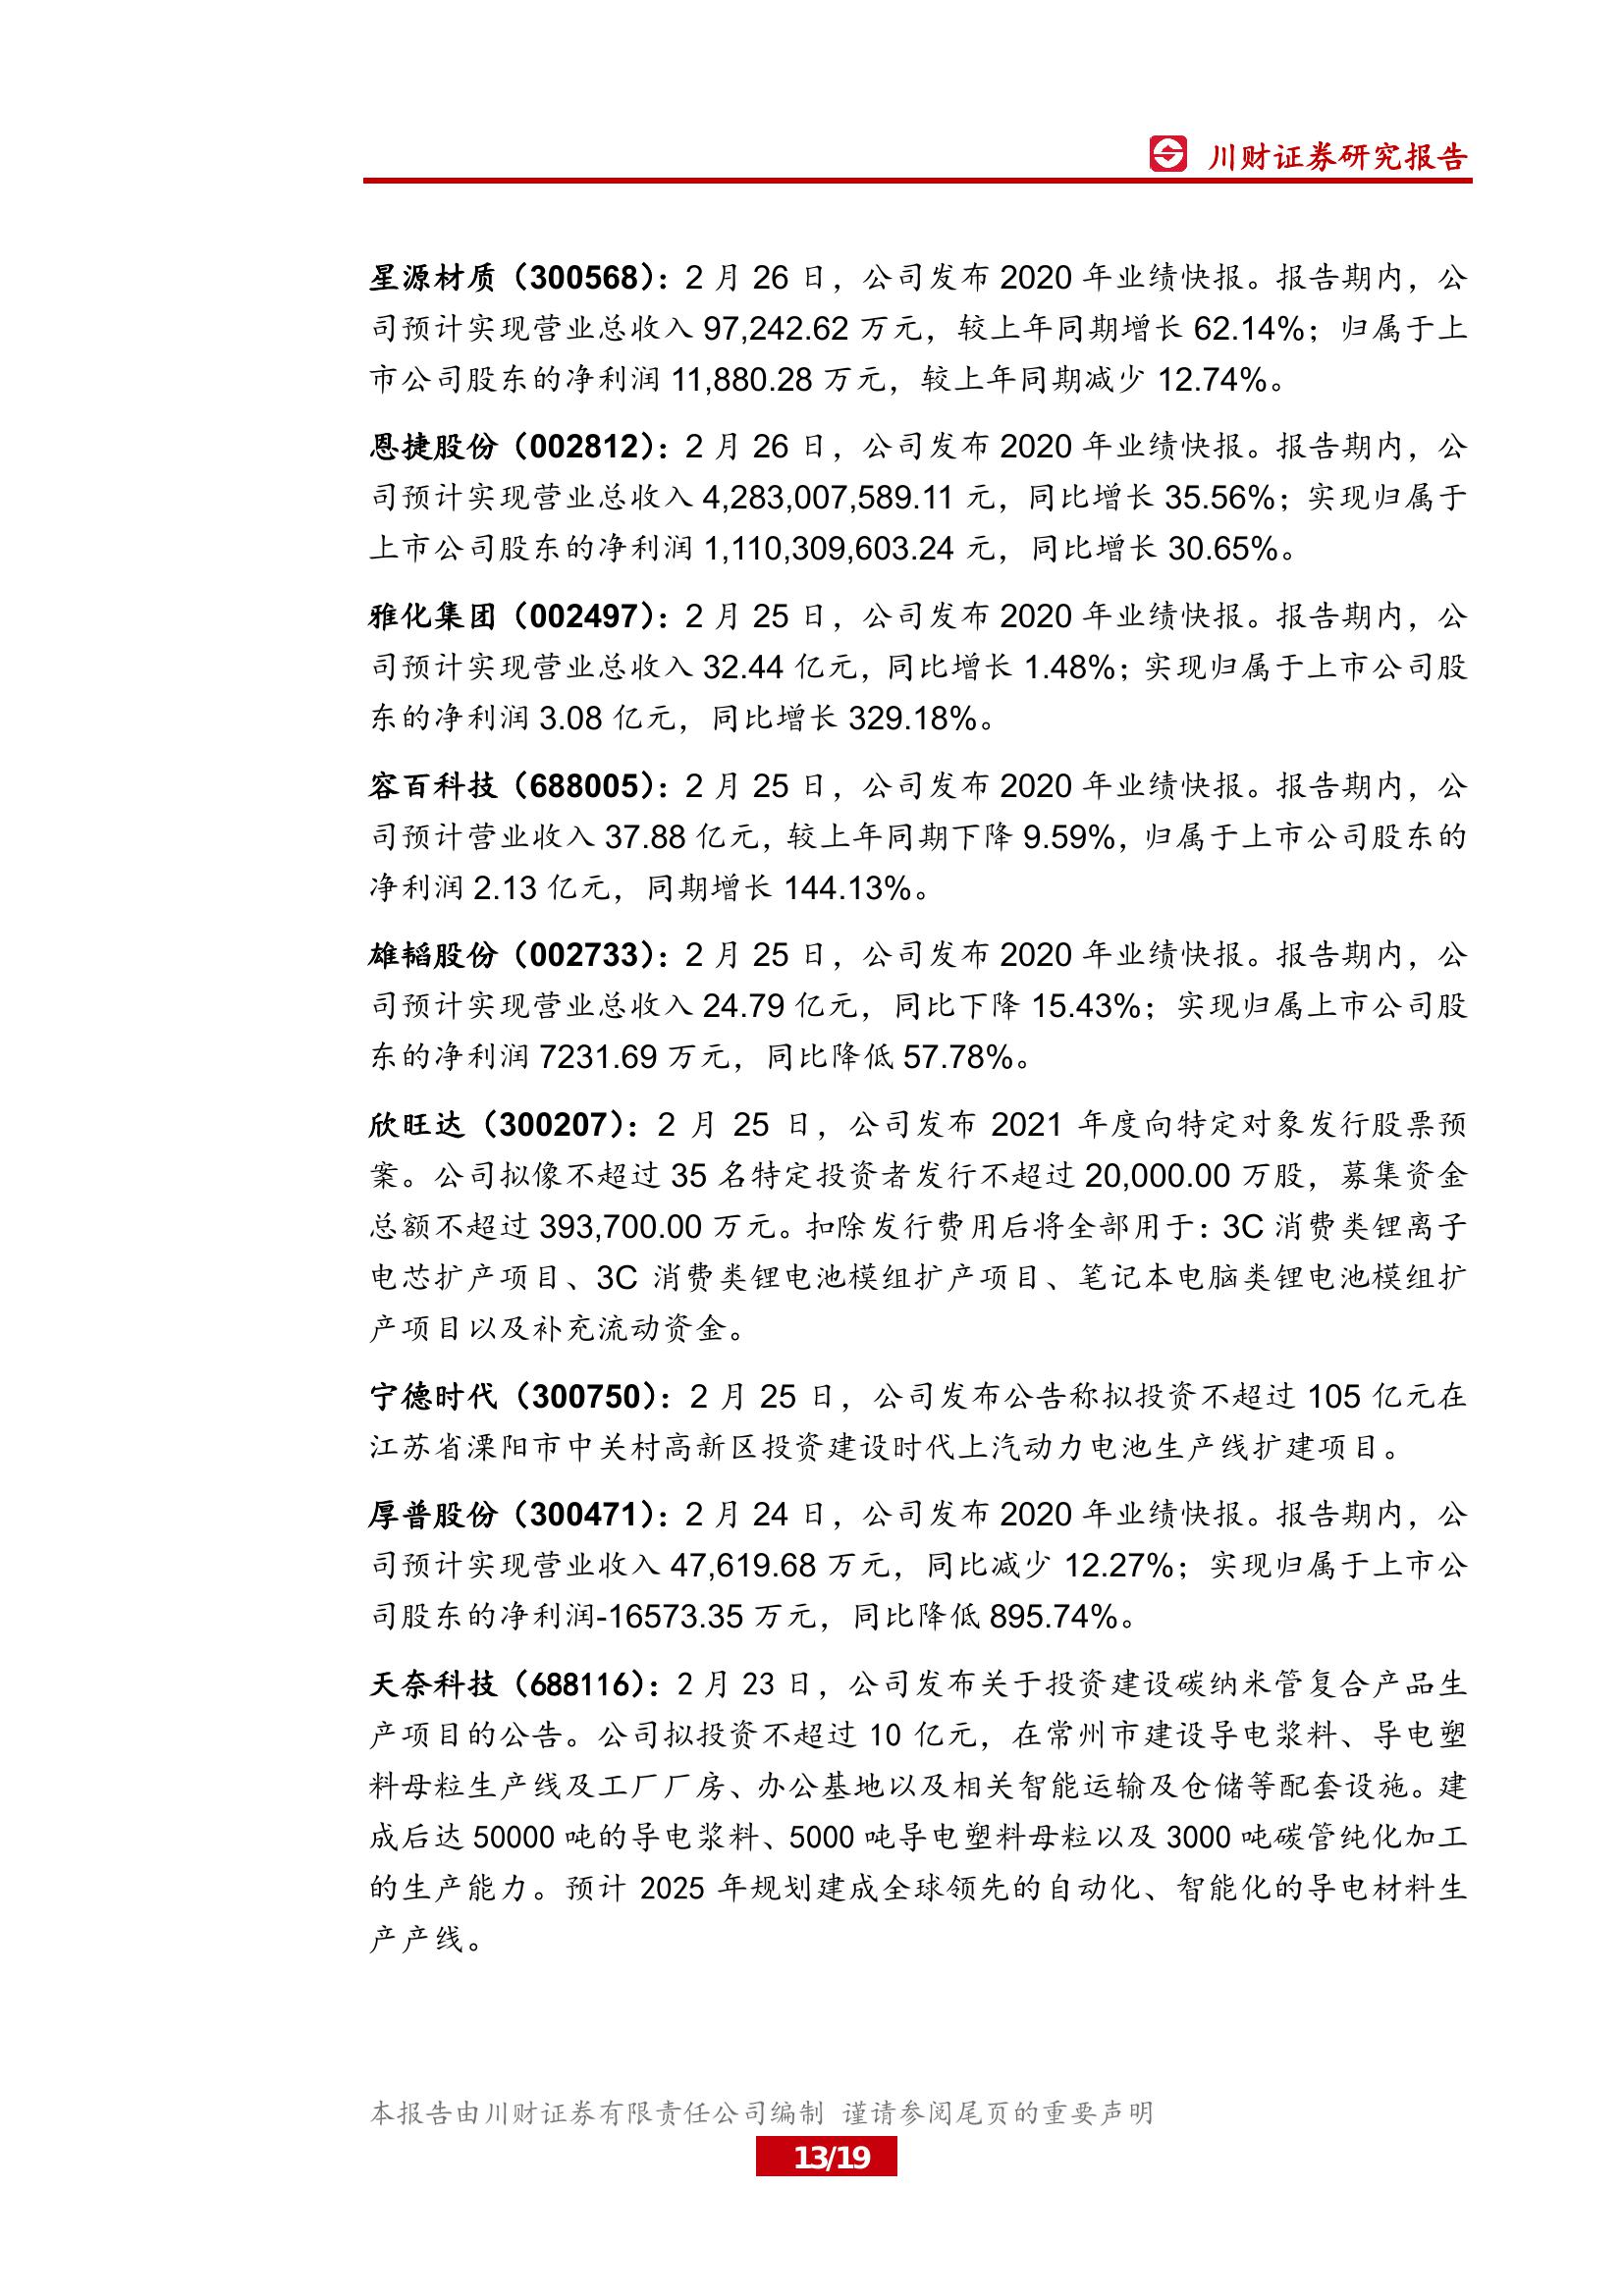 川财证券研究报告
星源材质（300568）：2 月 26 日，公司发布 2020 年业绩快报。报告期内，公
司预计实现营业总收入 97,242.62 万元，较上年同期增长 62.14%；归属于上
市公司股东的净利润 11,880.28 万元，较上年同期减少 12.74%。
恩捷股份（002812）：2 月 26 日，公司发布 2020 年业绩快报。报告期内，公
司预计实现营业总收入 4,283,007,589.11 元，同比增长 35.56%；实现归属于
上市公司股东的净利润 1,110,309,603.24 元，同比增长 30.65%。
雅化集团（002497）：2 月 25 日，公司发布 2020 年业绩快报。报告期内，公
司预计实现营业总收入 32.44 亿元，同比增长 1.48%；实现归属于上市公司股
东的净利润 3.08 亿元，同比增长 329.18%。
容百科技（688005）：2 月 25 日，公司发布 2020 年业绩快报。报告期内，公
司预计营业收入 37.88 亿元，较上年同期下降 9.59%，归属于上市公司股东的
净利润 2.13 亿元，同期增长 144.13%。
雄韬股份（002733）：2 月 25 日，公司发布 2020 年业绩快报。报告期内，公
司预计实现营业总收入 24.79 亿元，同比下降 15.43%；实现归属上市公司股
东的净利润 7231.69 万元，同比降低 57.78%。
欣旺达（300207）：2 月 25 日，公司发布 2021 年度向特定对象发行股票预
案。公司拟像不超过 35 名特定投资者发行不超过 20,000.00 万股，募集资金
总额不超过 393,700.00 万元。扣除发行费用后将全部用于：3C 消费类锂离子
电芯扩产项目、3C 消费类锂电池模组扩产项目、笔记本电脑类锂电池模组扩
产项目以及补充流动资金。
宁德时代（300750）：2 月 25 日，公司发布公告称拟投资不超过 105 亿元在
江苏省溧阳市中关村高新区投资建设时代上汽动力电池生产线扩建项目。
厚普股份（300471）：2 月 24 日，公司发布 2020 年业绩快报。报告期内，公
司预计实现营业收入 47,619.68 万元，同比减少 12.27%；实现归属于上市公
司股东的净利润-16573.35 万元，同比降低 895.74%。
天奈科技（688116）：2 月 23 日，公司发布关于投资建设碳纳米管复合产品生
产项目的公告。公司拟投资不超过 10 亿元，在常州市建设导电浆料、导电塑
料母粒生产线及工厂厂房、办公基地以及相关智能运输及仓储等配套设施。建
成后达 50000 吨的导电浆料、5000 吨导电塑料母粒以及 3000 吨碳管纯化加工
的生产能力。预计 2025 年规划建成全球领先的自动化、智能化的导电材料生
产产线。
本报告由川财证券有限责任公司编制 谨请参阅尾页的重要声明
13/19